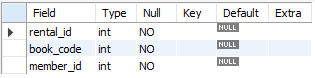 Field Type Null Key Default Extra
rental_id int NO NULL
book_code int NO NULL
member_id int NO NULL